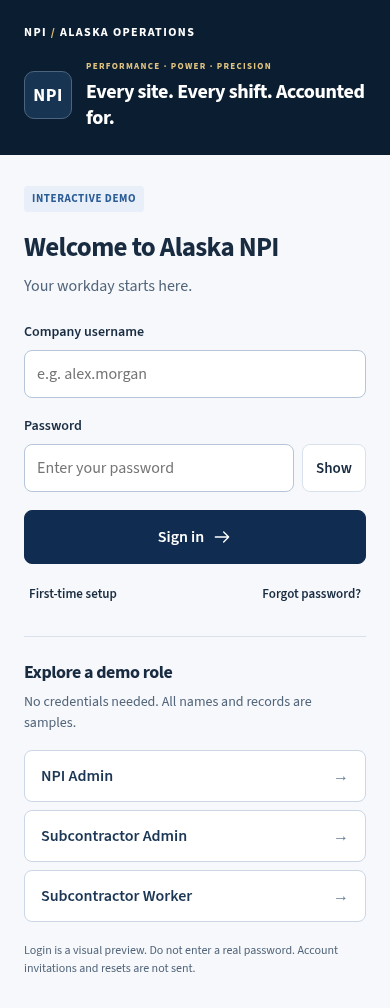 NPI / ALASKA OPERATIONS
NPI
PERFORMANCE · POWER · PRECISION
Every site. Every shift. Accounted
for.
INTERACTIVE DEMO
Welcome to Alaska NPI
Your workday starts here.
Company username
e.g. alex.morgan
Password
Enter your password
Show
Sign in →
First-time setup
Forgot password?
Explore a demo role
No credentials needed. All names and records are
samples.
NPI Admin →
Subcontractor Admin →
Subcontractor Worker →
Login is a visual preview. Do not enter a real password. Account
invitations and resets are not sent.